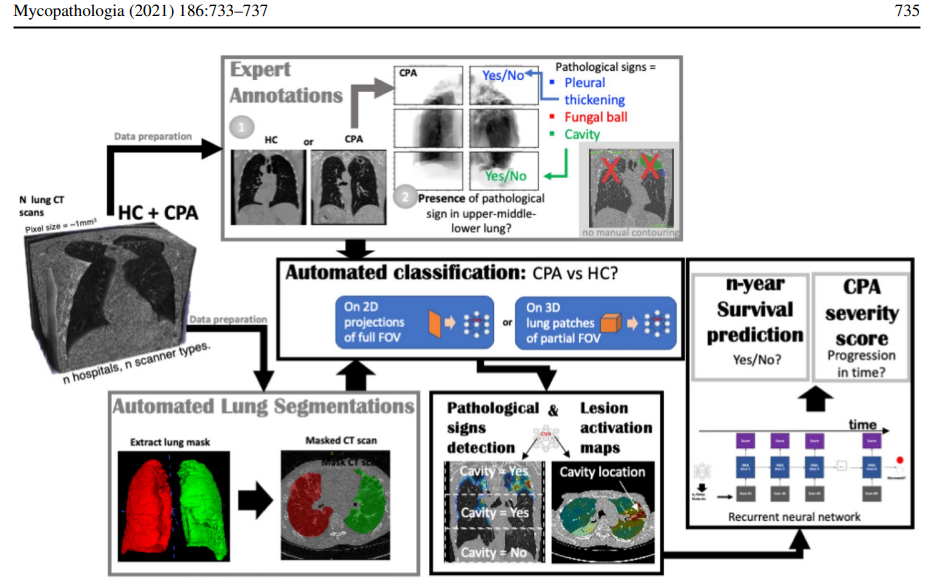 Mycopathologia (2021) 186:733–737
735
Expert
Annotations
1
HC
or
CPA
CPA
Yes/No
Yes/No
Pathological signs =
Pleural
thickening
Fungal ball
Cavity
2
Presence of pathological
sign in upper-middle-
lower lung?
no manual contouring
Data preparation
N lung CT
scans
HC + CPA
Pixel size = ~1mm³
n hospitals, n scanner types.
Data preparation
Automated classification: CPA vs HC?
On 2D
projections
of full FOV
or
On 3D
lung patches
of partial FOV
n-year
Survival
prediction
Yes/No?
CPA
severity
score
Progression
in time?
time
Recurrent neural network
Automated Lung Segmentations
Extract lung mask
Masked CT scan
Pathological
signs
detection
&
Lesion
activation
maps
Cavity = Yes
Cavity = Yes
Cavity = No
Cavity location